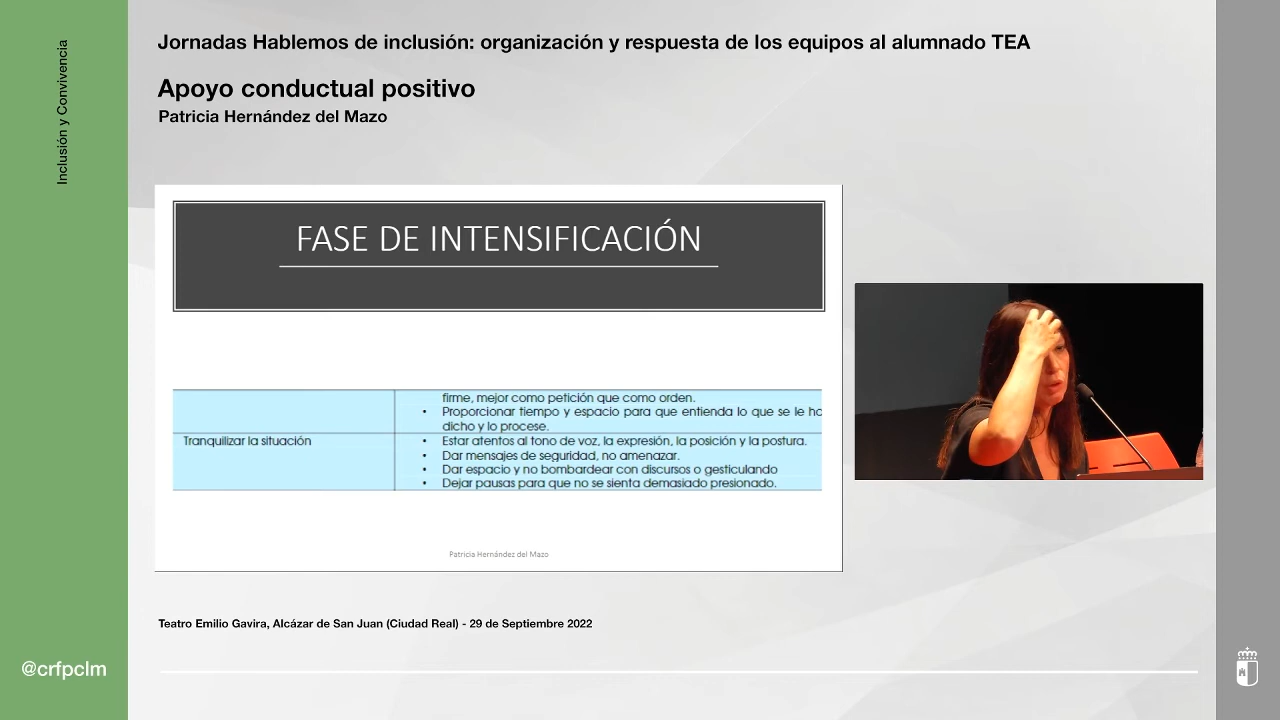 Inclusión y Convivencia
Jornadas Hablemos de inclusión: organización y respuesta de los equipos al alumnado TEA
Apoyo conductual positivo
Patricia Hernández del Mazo
FASE DE INTENSIFICACIÓN
firme, mejor como petición que como orden.
• Proporcionar tiempo y espacio para que entienda lo que se le
dicho y lo procese.
Tranquilizar la situación
• Estar atentos al tono de voz, la expresión, la posición y la postura.
• Dar mensajes de seguridad, no amenazar.
• Dar espacio y no bombardear con discursos o gesticulando
• Dejar pausas para que no se sienta demasiado presionado.
Patricia Hernández del Mazo
Teatro Emilio Gavira, Alcázar de San Juan (Ciudad Real) - 29 de Septiembre 2022
@crfpclm